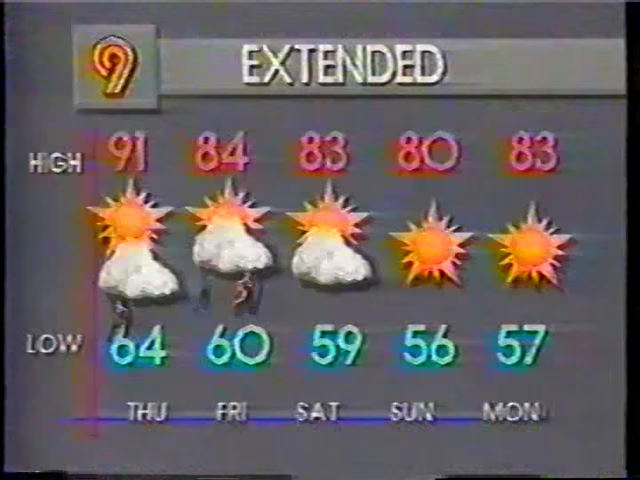 9 EXTENDED
HIGH 91 84 83 80 83
LOW 64 60 59 56 57
THU FRI SAT SUN MON